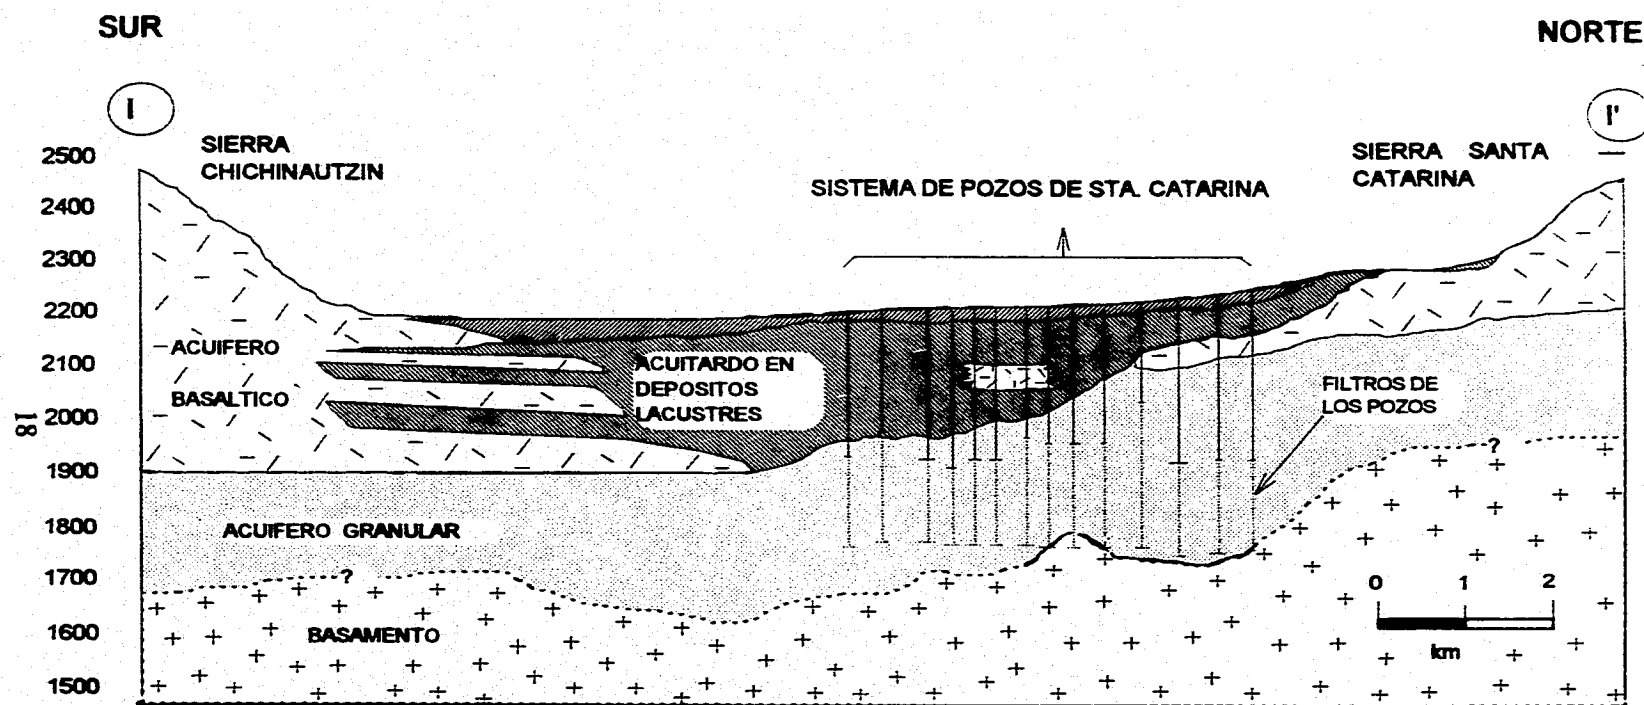 SUR
NORTE
I
I'
SIERRA
CHICHINAUTZIN
SIERRA SANTA
CATARINA
SISTEMA DE POZOS DE STA. CATARINA
2500
2400
2300
2200
2100
2000
1900
1800
1700
1600
1500
ACUIFERO
BASALTICO
ACUITARDO EN
DEPOSITOS
LACUSTRES
FILTROS DE
LOS POZOS
?
ACUIFERO GRANULAR
?
BASAMENTO
0 1 2
km
18